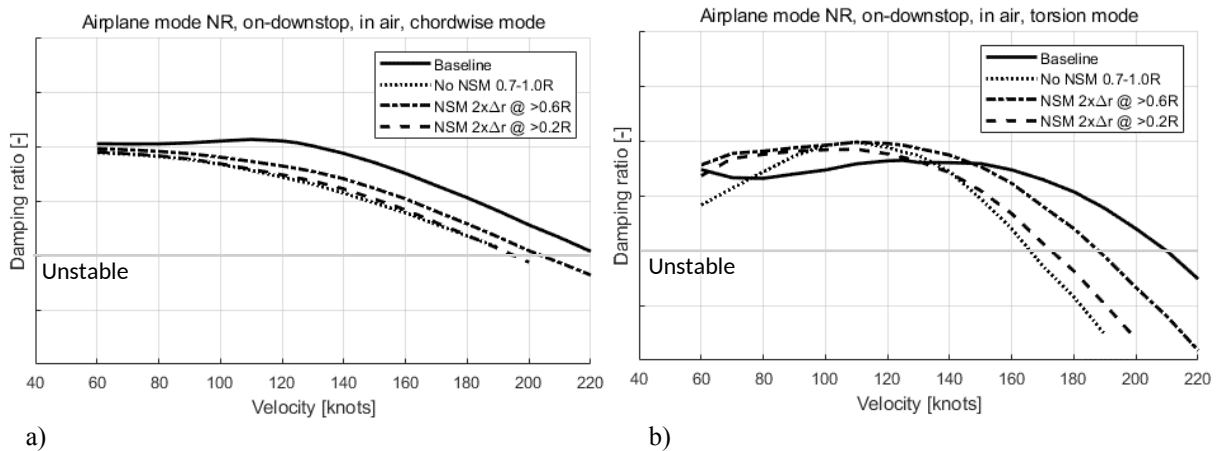 Airplane mode NR, on-downstop, in air, chordwise mode
Baseline
No NSM 0.7-1.0R
NSM 2xΔr @ >0.6R
NSM 2xΔr @ >0.2R
Damping ratio [-]
Unstable
40 60 80 100 120 140 160 180 200 220
Velocity [knots]
a)
Airplane mode NR, on-downstop, in air, torsion mode
Baseline
No NSM 0.7-1.0R
NSM 2xΔr @ >0.6R
NSM 2xΔr @ >0.2R
Damping ratio [-]
Unstable
40 60 80 100 120 140 160 180 200 220
Velocity [knots]
b)